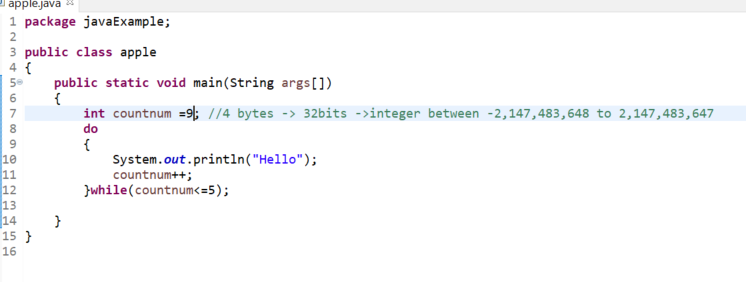 apple.java
1 package javaExample;
2
3 public class apple
4 {
5 public static void main(String args[])
6 {
7 int countnum =9; //4 bytes -> 32bits ->integer between -2,147,483,648 to 2,147,483,647
8 do
9 {
10 System.out.println("Hello");
11 countnum++;
12 }while(countnum<=5);
13
14 }
15 }
16